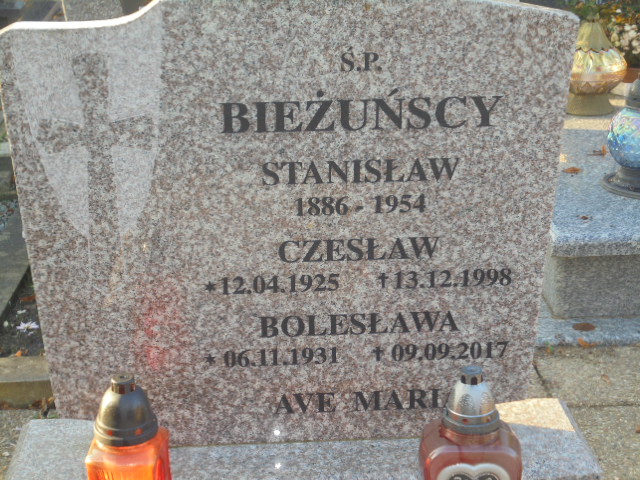 Ś.P.
BIEŻUŃSCY
STANISŁAW
1886 - 1954
CZESŁAW
*12.04.1925 †13.12.1998
BOLESŁAWA
*06.11.1931 †09.09.2017
AVE MARIA